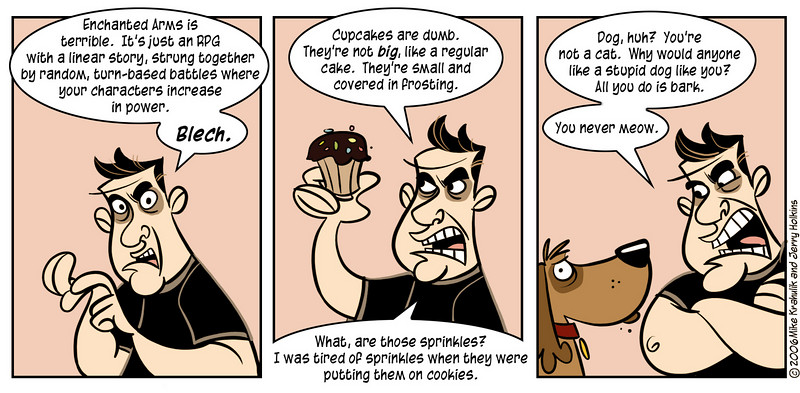 Enchanted Arms is
terrible. It's just an RPG
with a linear story, strung together
by random, turn-based battles where
your characters increase
in power.
Blech.
Cupcakes are dumb.
They're not big, like a regular
cake. They're small and
covered in frosting.
What, are those sprinkles?
I was tired of sprinkles when they were
putting them on cookies.
Dog, huh? You're
not a cat. Why would anyone
like a stupid dog like you?
All you do is bark.
You never meow.
© 2006 Mike Krahulik and Jerry Holkins